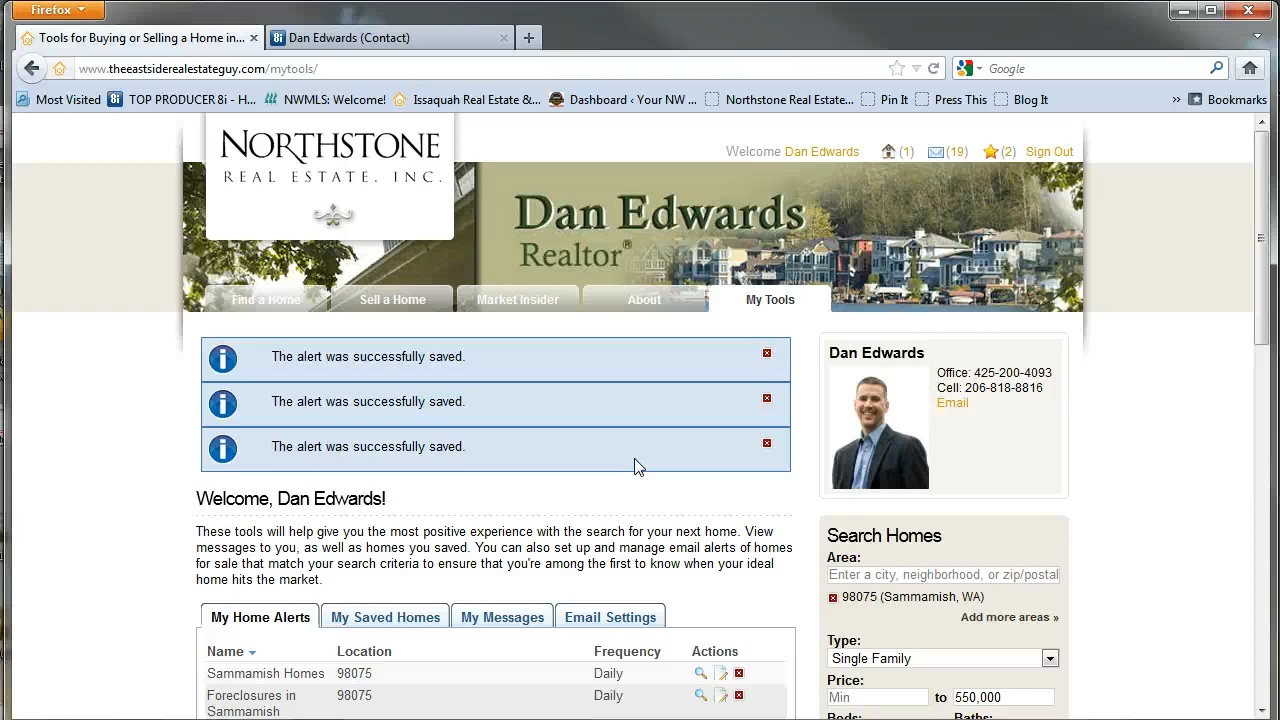 Firefox
Tools for Buying or Selling a Home in...
8i Dan Edwards (Contact)
www.theeastsiderealestateguy.com/mytools/
Google
Most Visited
8i TOP PRODUCER 8i - H...
NWMLS: Welcome!
Issaquah Real Estate &...
Dashboard ‹ Your NW ...
Northstone Real Estate...
Pin It
Press This
Blog It
»
Bookmarks
NORTHSTONE
REAL ESTATE, INC.
Welcome Dan Edwards (1) (19) (2) Sign Out
Dan Edwards
Realtor®
Find a Home
Sell a Home
Market Insider
About
My Tools
The alert was successfully saved.
The alert was successfully saved.
The alert was successfully saved.
Welcome, Dan Edwards!
These tools will help give you the most positive experience with the search for your next home. View
messages to you, as well as homes you saved. You can also set up and manage email alerts of homes
for sale that match your search criteria to ensure that you're among the first to know when your ideal
home hits the market.
My Home Alerts
My Saved Homes
My Messages
Email Settings
Name Location Frequency Actions
Sammamish Homes 98075 Daily
Foreclosures in 98075 Daily
Sammamish
Dan Edwards
Office: 425-200-4093
Cell: 206-818-8816
Email
Search Homes
Area:
Enter a city, neighborhood, or zip/postal
98075 (Sammamish, WA)
Add more areas »
Type:
Single Family
Price:
Min to 550,000
Beds: Baths: